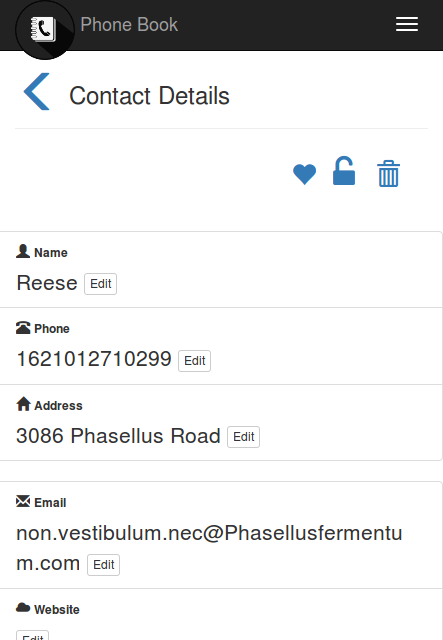 Phone Book
Contact Details
Name
Reese Edit
Phone
1621012710299 Edit
Address
3086 Phasellus Road Edit
Email
non.vestibulum.nec@Phasellusfermentu
m.com Edit
Website
Edit